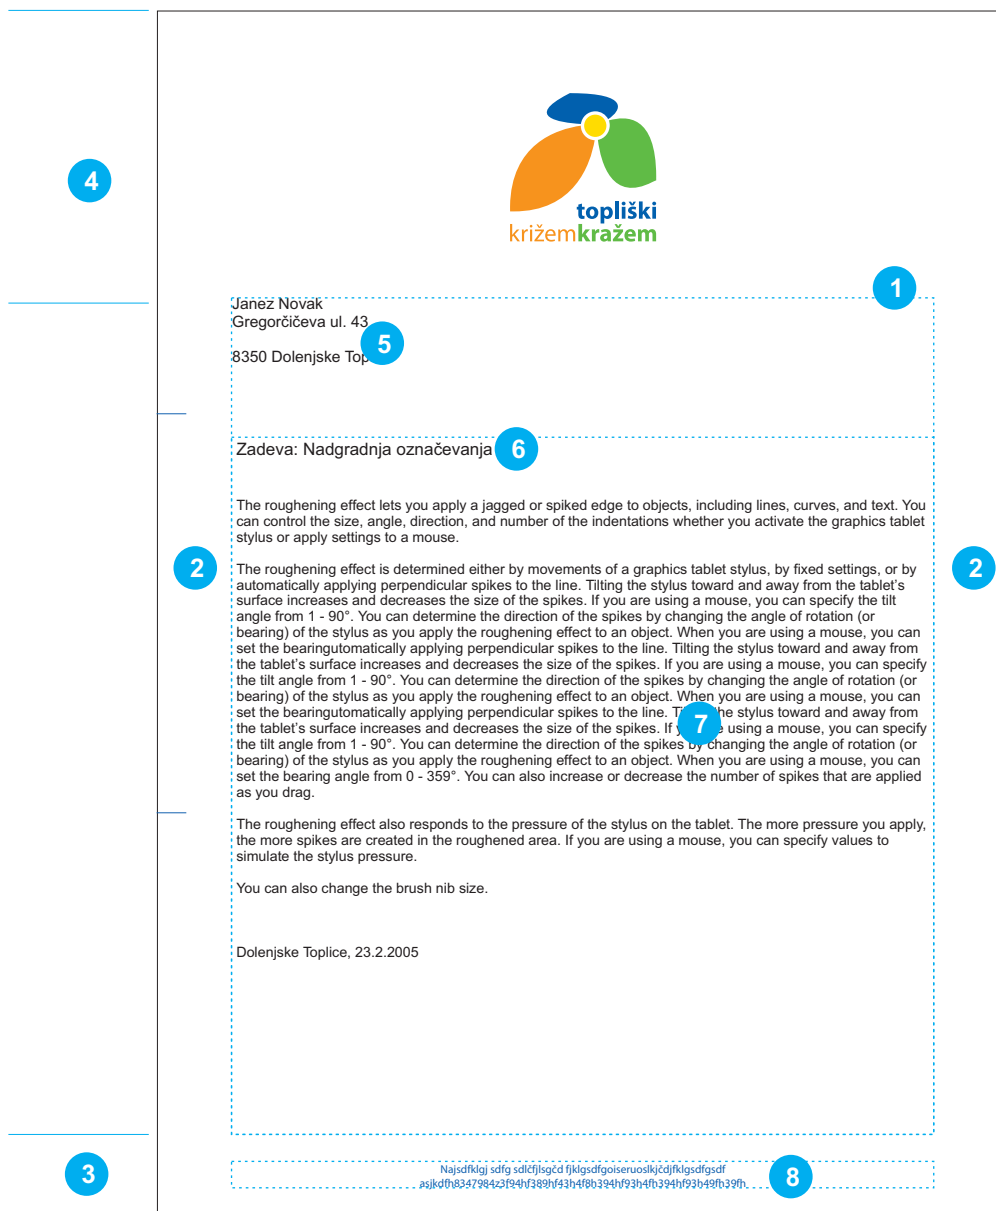 4
topliški
križemkražem
1
Janez Novak
Gregorčičeva ul. 43
5
8350 Dolenjske
Zadeva: Nadgradnja označevanja
6
The roughening effect lets you apply a jagged or spiked edge to objects, including lines, curves, and text. You
can control the size, angle, direction, and number of the indentations whether you activate the graphics tablet
stylus or apply settings to a mouse.
2
2
The roughening effect is determined either by movements of a graphics tablet stylus, by fixed settings, or by
automatically applying perpendicular spikes to the line. Tilting the stylus toward and away from the tablet's
surface increases and decreases the size of the spikes. If you are using a mouse, you can specify the tilt
angle from 1 - 90°. You can determine the direction of the spikes by changing the angle of rotation (or
bearing) of the stylus as you apply the roughening effect to an object. When you are using a mouse, you can
set the bearingutomatically applying perpendicular spikes to the line. Tilting the stylus toward and away from
the tablet's surface increases and decreases the size of the spikes. If you are using a mouse, you can specify
the tilt angle from 1 - 90°. You can determine the direction of the spikes by changing the angle of rotation (or
bearing) of the stylus as you apply the roughening effect to an object. When you are using a mouse, you can
set the bearingutomatically applying perpendicular spikes to the line. the stylus toward and away from
7
the tablet's surface increases and decreases the size of the spikes. If using a mouse, you can specify
the tilt angle from 1 - 90°. You can determine the direction of the spikes by changing the angle of rotation (or
bearing) of the stylus as you apply the roughening effect to an object. When you are using a mouse, you can
set the bearing angle from 0 - 359°. You can also increase or decrease the number of spikes that are applied
as you drag.
The roughening effect also responds to the pressure of the stylus on the tablet. The more pressure you apply,
the more spikes are created in the roughened area. If you are using a mouse, you can specify values to
simulate the stylus pressure.
You can also change the brush nib size.
Dolenjske Toplice, 23.2.2005
3
Najsdfklgj sdfg sdlčfjlsgčd fjklgsdfgoiseruoslkjčdjfklgsdfgsdf
asjkdfh8347984z3f94hf389hf43h4f8h394hf93h4fh394hf93h49fh39fh
8